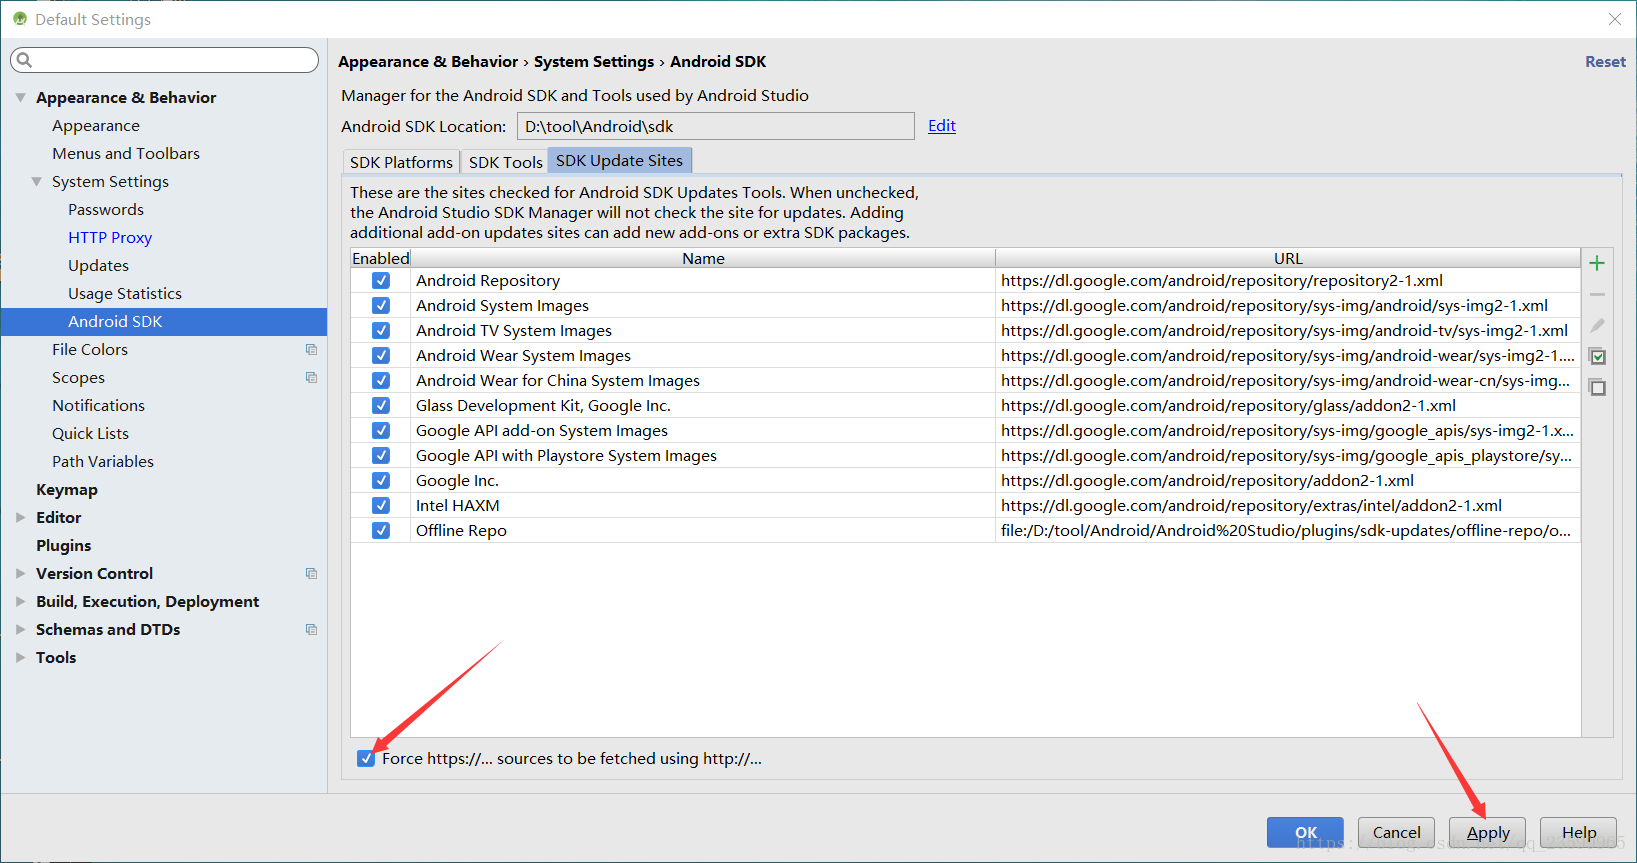 Default Settings
Appearance & Behavior
Appearance
Menus and Toolbars
System Settings
Passwords
HTTP Proxy
Updates
Usage Statistics
Android SDK
File Colors
Scopes
Notifications
Quick Lists
Path Variables
Keymap
Editor
Plugins
Version Control
Build, Execution, Deployment
Schemas and DTDs
Tools
Appearance & Behavior › System Settings › Android SDK
Reset
Manager for the Android SDK and Tools used by Android Studio
Android SDK Location: D:\tool\Android\sdk Edit
SDK Platforms SDK Tools SDK Update Sites
These are the sites checked for Android SDK Updates Tools. When unchecked,
the Android Studio SDK Manager will not check the site for updates. Adding
additional add-on updates sites can add new add-ons or extra SDK packages.
Enabled Name URL
Android Repository https://dl.google.com/android/repository/repository2-1.xml
Android System Images https://dl.google.com/android/repository/sys-img/android/sys-img2-1.xml
Android TV System Images https://dl.google.com/android/repository/sys-img/android-tv/sys-img2-1.xml
Android Wear System Images https://dl.google.com/android/repository/sys-img/android-wear/sys-img2-1....
Android Wear for China System Images https://dl.google.com/android/repository/sys-img/android-wear-cn/sys-img...
Glass Development Kit, Google Inc. https://dl.google.com/android/repository/glass/addon2-1.xml
Google API add-on System Images https://dl.google.com/android/repository/sys-img/google_apis/sys-img2-1.x...
Google API with Playstore System Images https://dl.google.com/android/repository/sys-img/google_apis_playstore/sy...
Google Inc. https://dl.google.com/android/repository/addon2-1.xml
Intel HAXM https://dl.google.com/android/repository/extras/intel/addon2-1.xml
Offline Repo file:/D:/tool/Android/Android%20Studio/plugins/sdk-updates/offline-repo/o...
Force https://... sources to be fetched using http://...
OK Cancel Apply Help